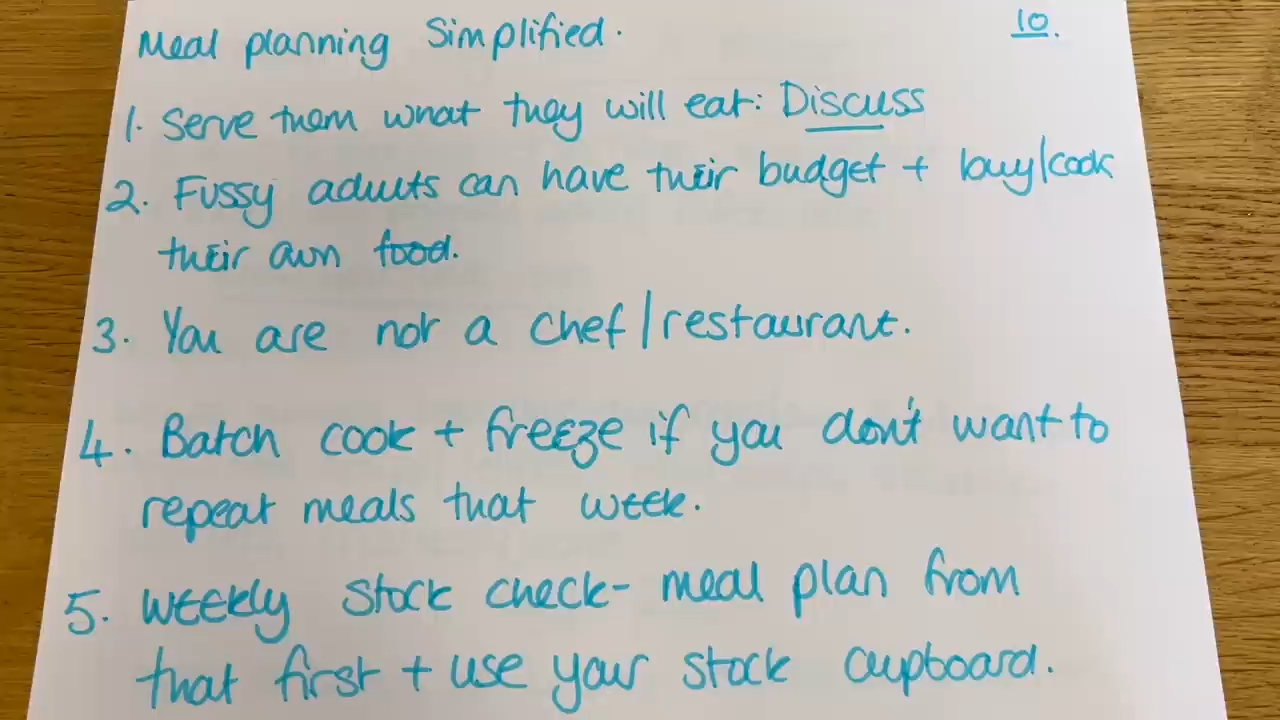 Meal planning Simplified. 10.
1. Serve them what they will eat: Discuss
2. Fussy adults can have their budget + buy/cook
their own food.
3. You are not a chef/restaurant.
4. Batch cook + freeze if you don't want to
repeat meals that week.
5. Weekly stock check- meal plan from
that first + use your stock cupboard.